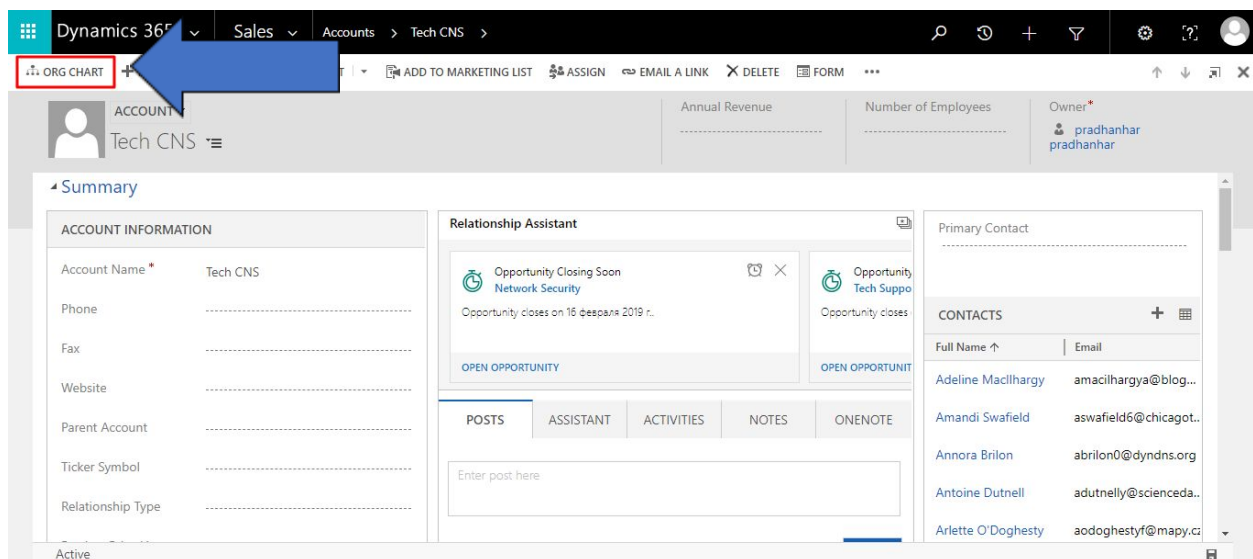 Dynamics 365 Sales Accounts > Tech CNS >
ORG CHART ADD TO MARKETING LIST ASSIGN EMAIL A LINK DELETE FORM •••
ACCOUNT
Tech CNS
Annual Revenue
Number of Employees
Owner*
pradhanhar
pradhanhar
Summary
ACCOUNT INFORMATION
Account Name* Tech CNS
Phone
Fax
Website
Parent Account
Ticker Symbol
Relationship Type
Relationship Assistant
Opportunity Closing Soon
Network Security
Opportunity closes on 16 февраля 2019 г..
OPEN OPPORTUNITY
Opportunity
Tech Suppo
Opportunity closes
OPEN OPPORTUNIT
POSTS ASSISTANT ACTIVITIES NOTES ONENOTE
Enter post here
Primary Contact
CONTACTS
Full Name Email
Adeline MacIlhargy amacilhargya@blog...
Amandi Swafield aswafield6@chicagot..
Annora Brilon abrilon0@dyndns.org
Antoine Dutnell adutnelly@scienceda..
Arlette O'Doghesty aodoghestyf@mapy.cz
Active